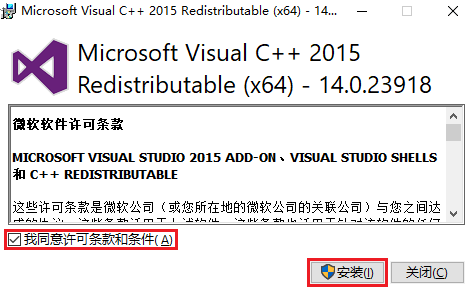 Microsoft Visual C++ 2015 Redistributable (x64) - 14....
Microsoft Visual C++ 2015
Redistributable (x64) - 14.0.23918
微软软件许可条款
MICROSOFT VISUAL STUDIO 2015 ADD-ON、VISUAL STUDIO SHELLS
和 C++ REDISTRIBUTABLE
这些许可条款是微软公司（或您所在地的微软公司的关联公司）与您之间达
我同意许可条款和条件(A)
安装(I)
关闭(C)